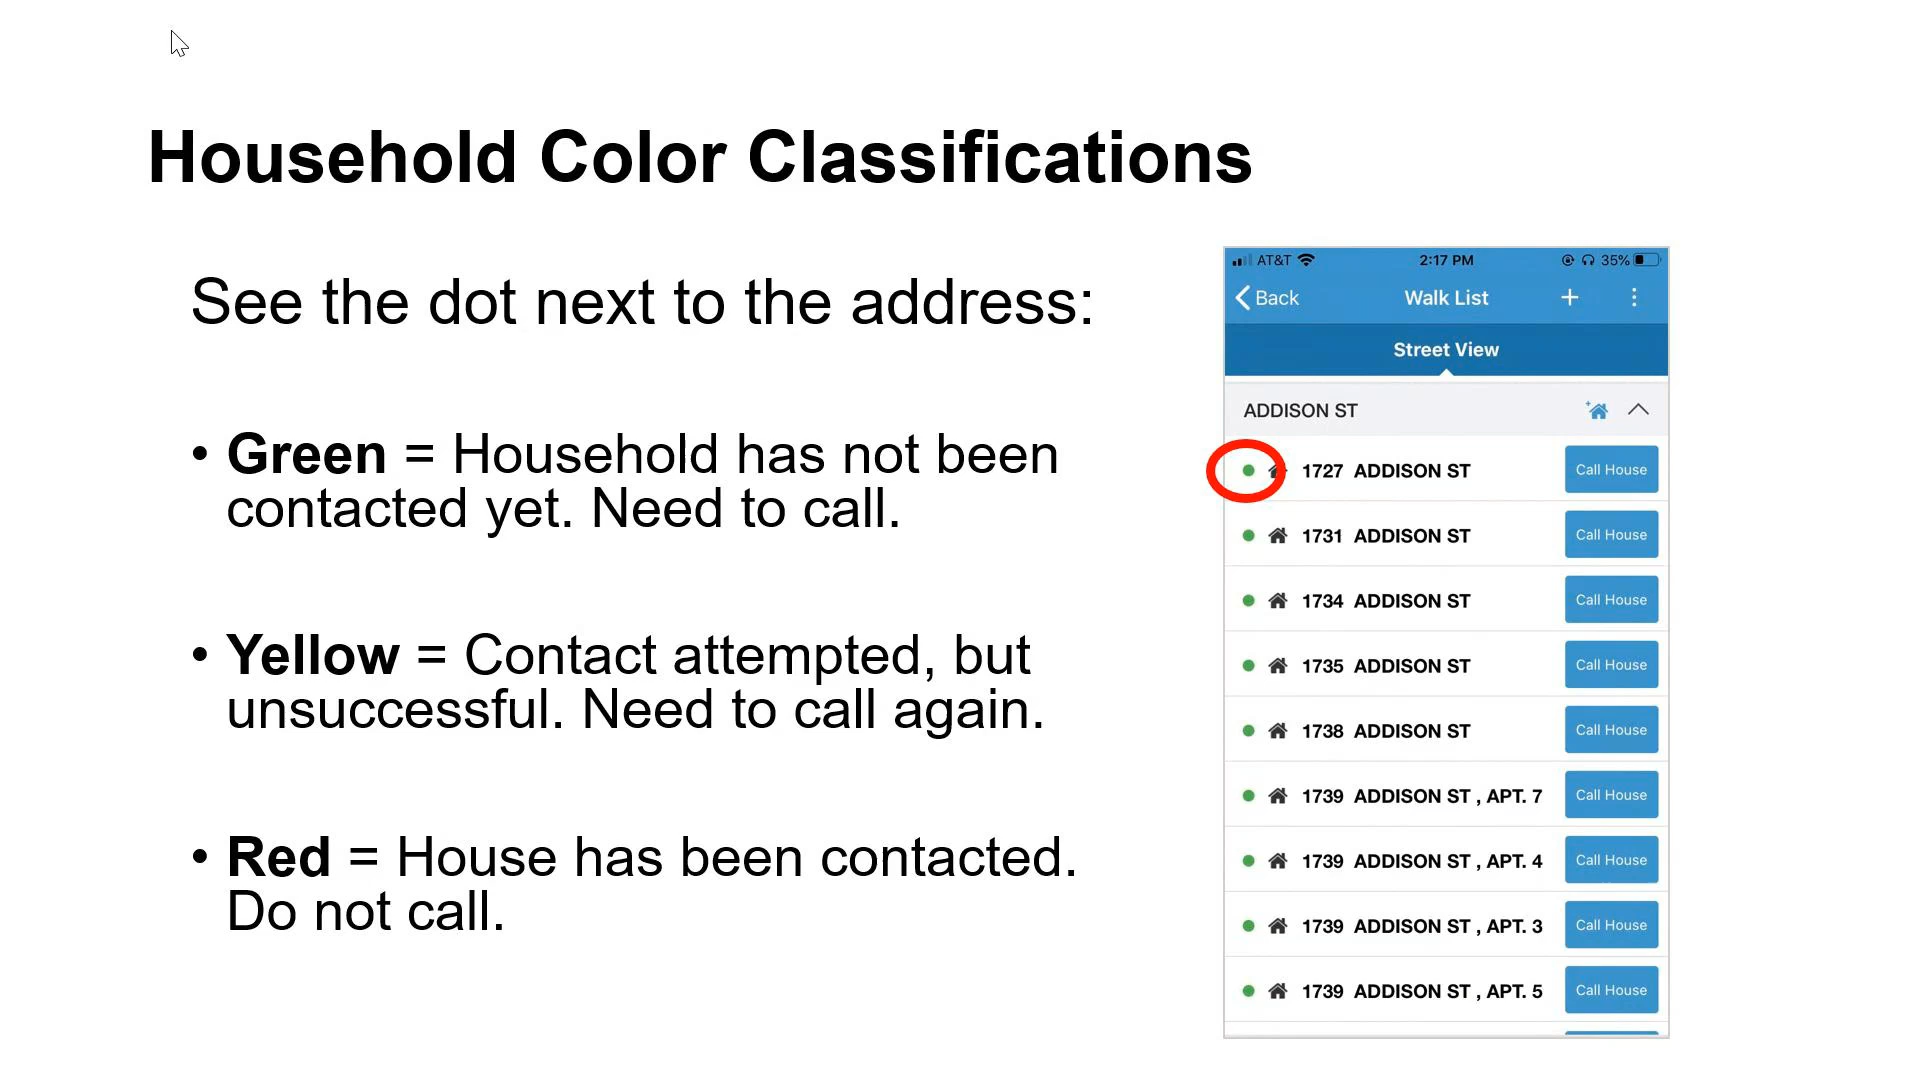 Household Color Classifications
See the dot next to the address:
• Green = Household has not been
contacted yet. Need to call.
• Yellow = Contact attempted, but
unsuccessful. Need to call again.
• Red = House has been contacted.
Do not call.
AT&T 2:17 PM 35%
Back Walk List +
Street View
ADDISON ST
1727 ADDISON ST Call House
1731 ADDISON ST Call House
1734 ADDISON ST Call House
1735 ADDISON ST Call House
1738 ADDISON ST Call House
1739 ADDISON ST , APT. 7 Call House
1739 ADDISON ST , APT. 4 Call House
1739 ADDISON ST , APT. 3 Call House
1739 ADDISON ST , APT. 5 Call House